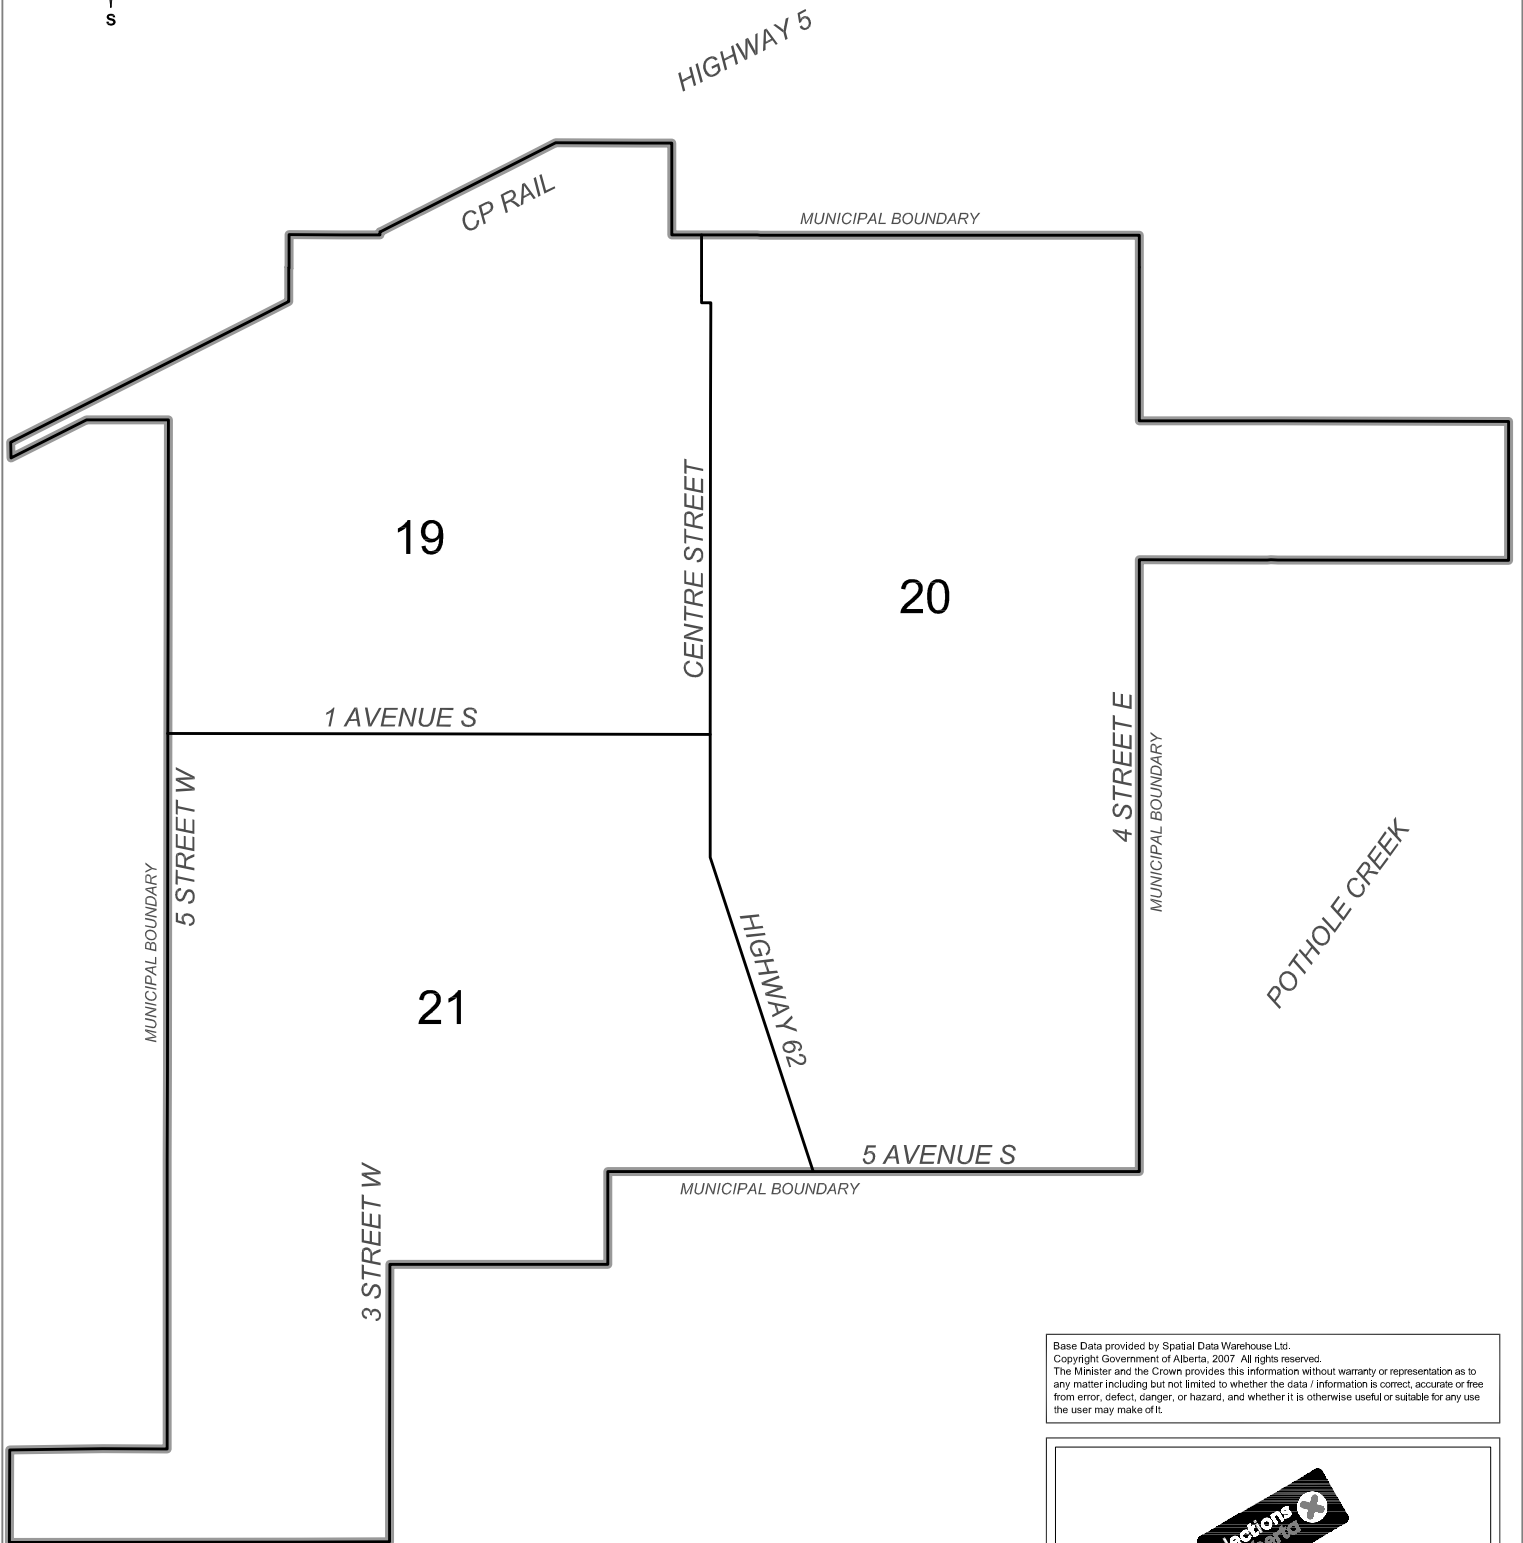 S
HIGHWAY 5
CP RAIL
MUNICIPAL BOUNDARY
CENTRE STREET
19
20
1 AVENUE S
5 STREET W
MUNICIPAL BOUNDARY
4 STREET E
MUNICIPAL BOUNDARY
POTHOLE CREEK
HIGHWAY 62
21
5 AVENUE S
MUNICIPAL BOUNDARY
3 STREET W
Base Data provided by Spatial Data Warehouse Ltd.
Copyright Government of Alberta, 2007 All rights reserved.
The Minister and the Crown provides this information without warranty or representation as to
any matter including but not limited to whether the data / information is correct, accurate or free
from error, defect, danger, or hazard, and whether it is otherwise useful or suitable for any use
the user may make of it.